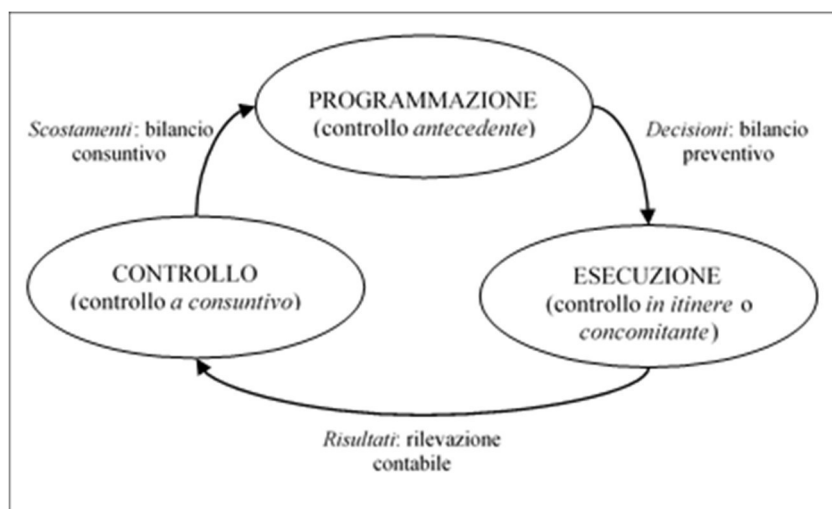 PROGRAMMAZIONE
(controllo antecedente)
Scostamenti: bilancio
consuntivo
Decisioni: bilancio
preventivo
CONTROLLO
(controllo a consuntivo)
ESECUZIONE
(controllo in itinere o
concomitante)
Risultati: rilevazione
contabile